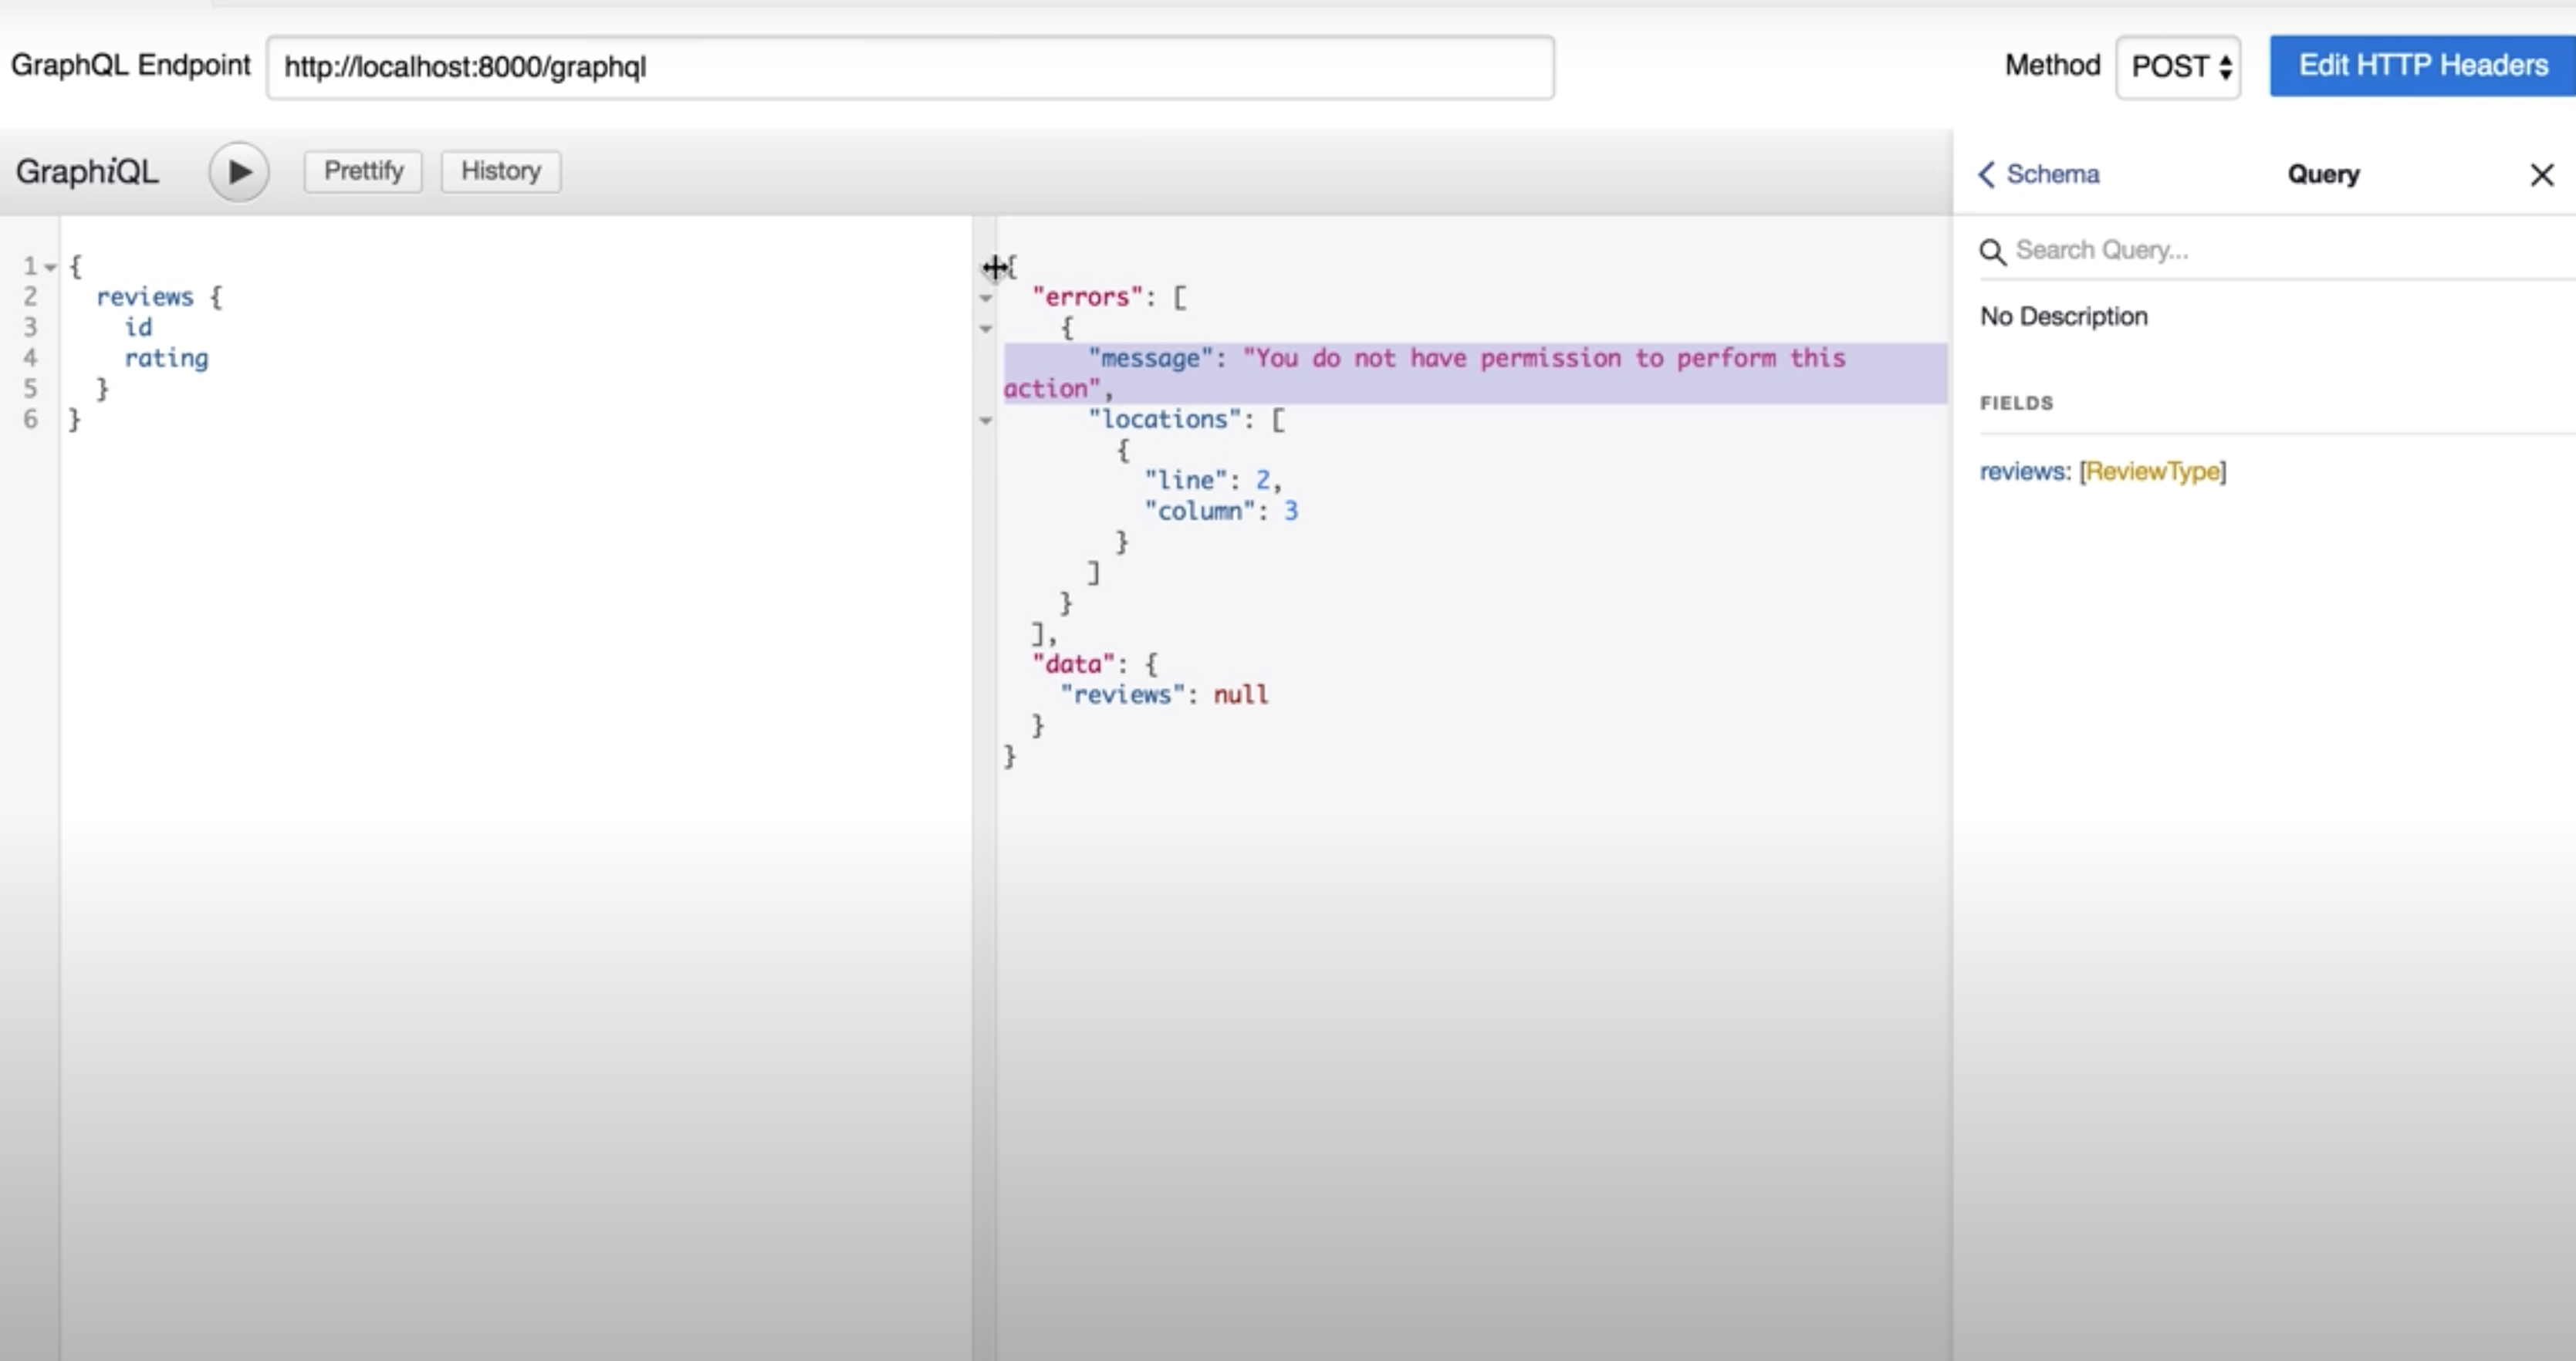 GraphQL Endpoint http://localhost:8000/graphql Method POST Edit HTTP Headers
GraphiQL Prettify History
1 {
2 reviews {
3 id
4 rating
5 }
6 }
{
"errors": [
{
"message": "You do not have permission to perform this
action",
"locations": [
{
"line": 2,
"column": 3
}
]
}
],
"data": {
"reviews": null
}
}
Schema Query
Search Query...
No Description
FIELDS
reviews: [ReviewType]